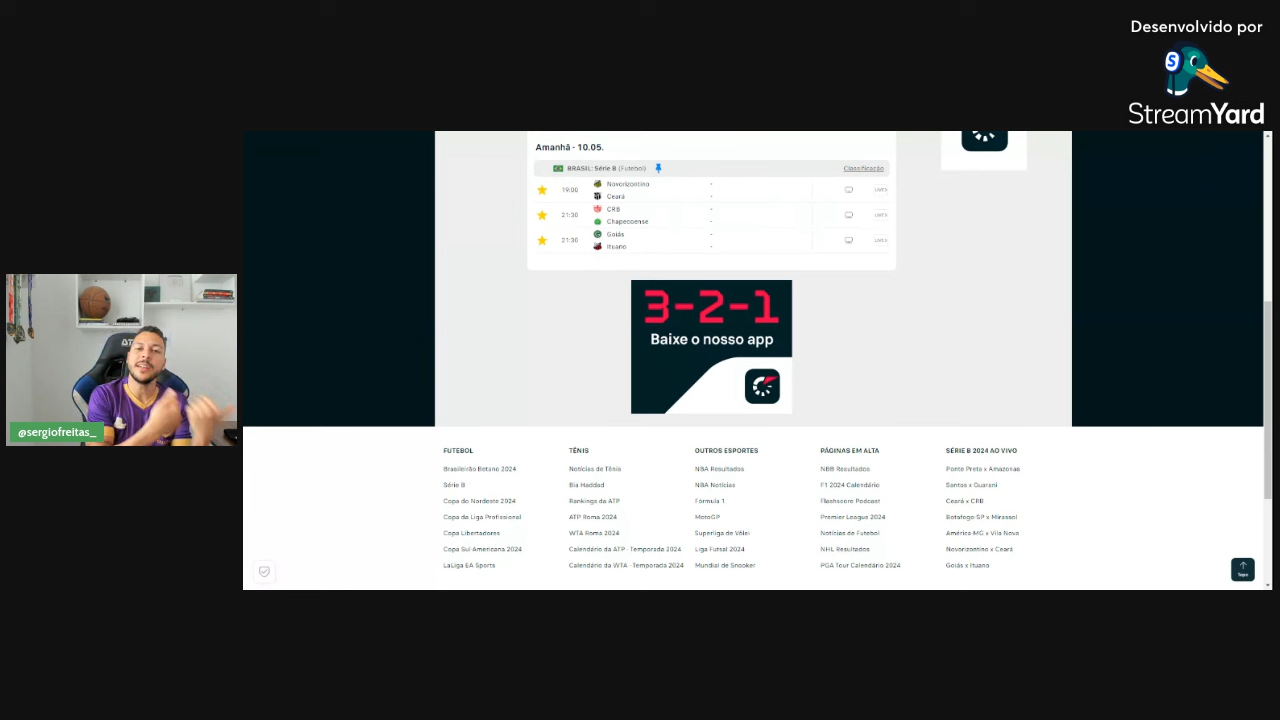 Desenvolvido por
StreamYard
Amanhã - 10.05.
BRASIL: Série B (Futebol)
Classificação
19:00
Novorizontino
-
Ceará
-
LIVES
21:30
CRB
-
Chapecoense
-
LIVES
21:30
Goiás
-
Ituano
-
LIVES
3-2-1
Baixe o nosso app
@sergiofreitas_
FUTEBOL
Brasileirão Betano 2024
Série B
Copa do Nordeste 2024
Copa da Liga Profissional
Copa Libertadores
Copa Sul-Americana 2024
LaLiga EA Sports
TÊNIS
Notícias de Tênis
Bia Haddad
Rankings da ATP
ATP Roma 2024
WTA Roma 2024
Calendário da ATP - Temporada 2024
Calendário da WTA - Temporada 2024
OUTROS ESPORTES
NBA Resultados
NBA Notícias
Fórmula 1
MotoGP
Superliga de Vôlei
Liga Futsal 2024
Mundial de Snooker
PÁGINAS EM ALTA
NBB Resultados
F1 2024 Calendário
Flashscore Podcast
Premier League 2024
Notícias de Futebol
NHL Resultados
PGA Tour Calendário 2024
SÉRIE B 2024 AO VIVO
Ponte Preta x Amazonas
Santos x Guarani
Ceará x CRB
Botafogo-SP x Mirassol
América-MG x Vila Nova
Novorizontino x Ceará
Goiás x Ituano
Topo